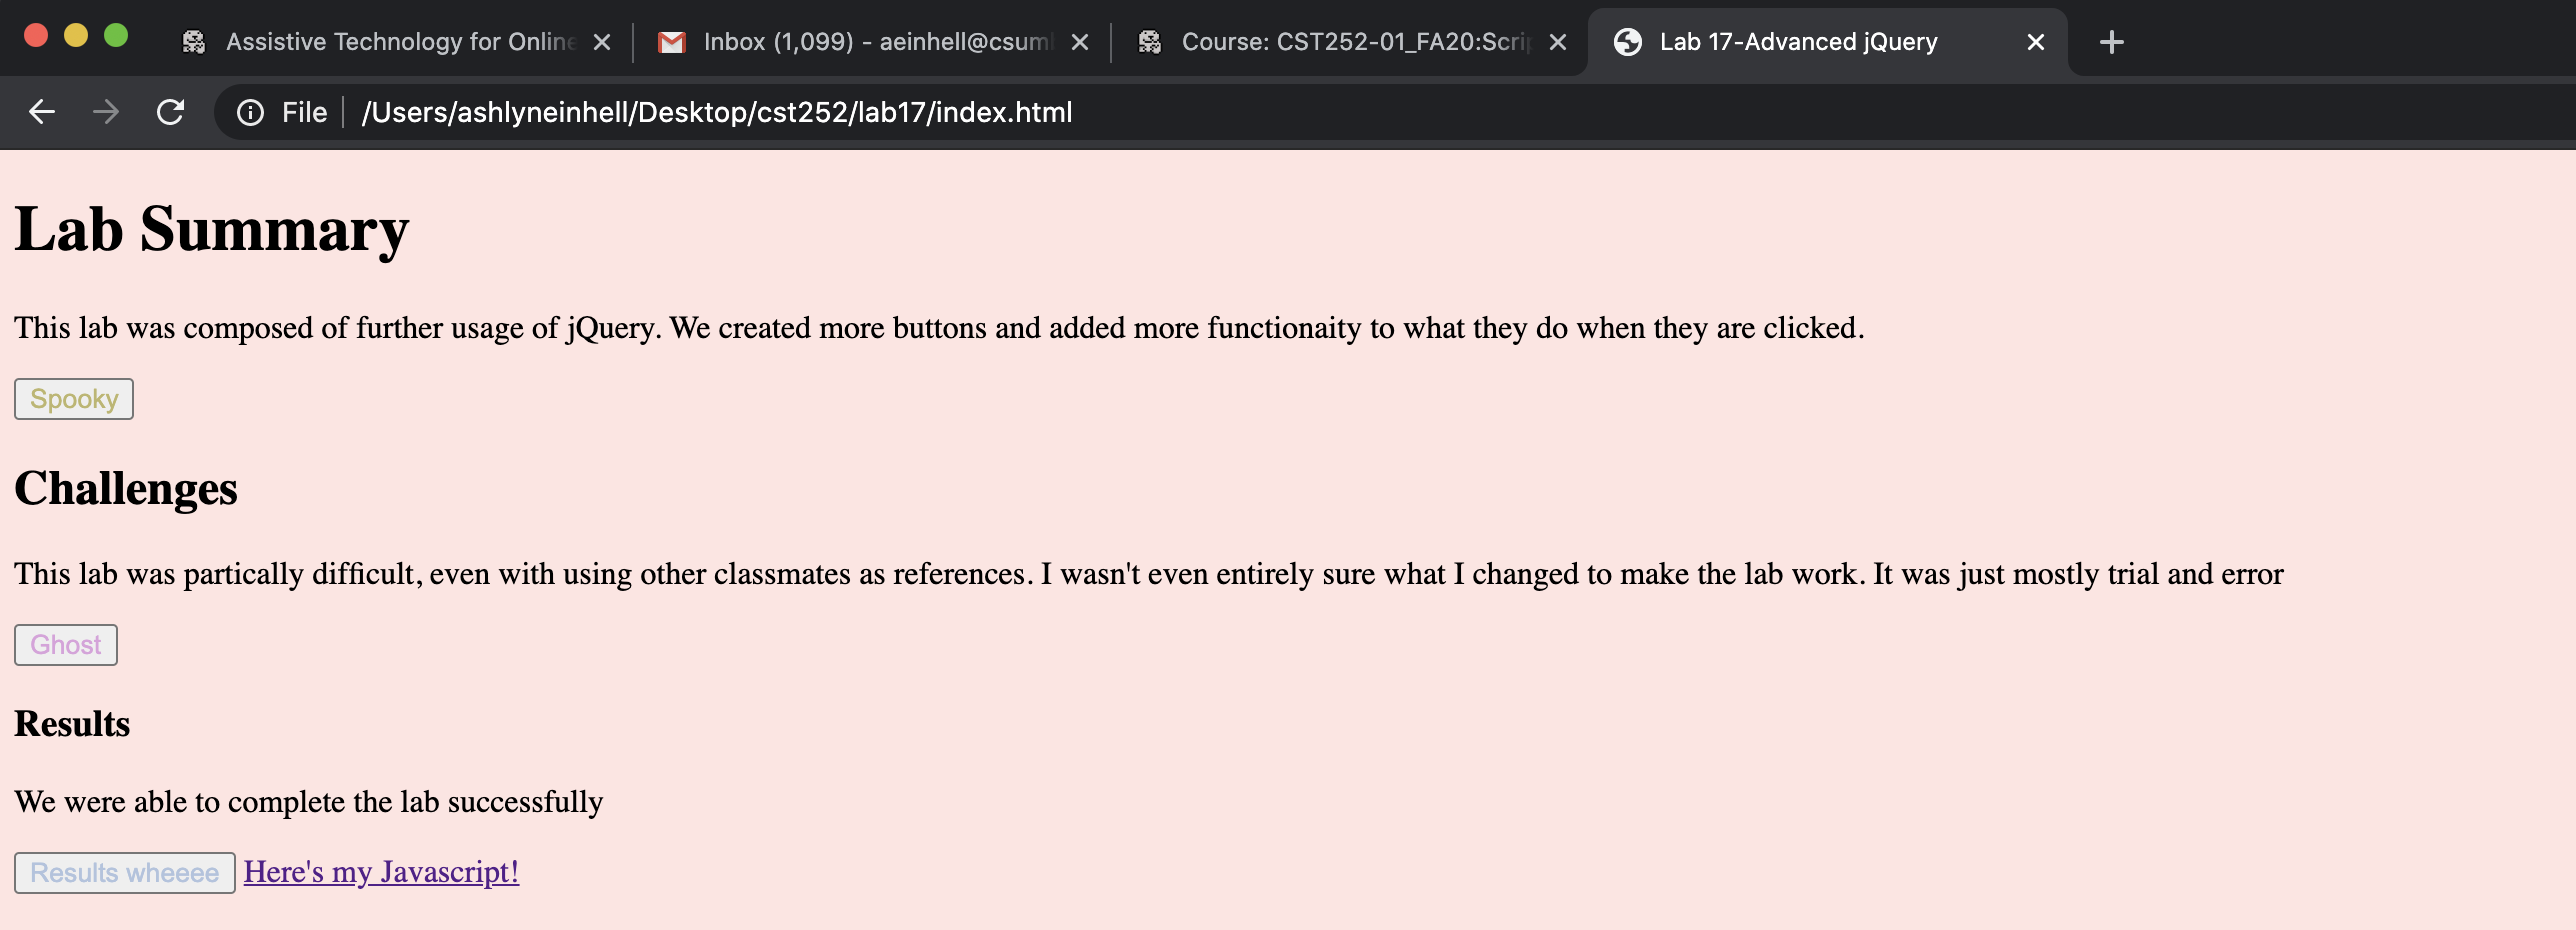 Assistive Technology for Online
Inbox (1,099) - aeinhell@csum
Course: CST252-01_FA20:Scrip
Lab 17-Advanced jQuery
File
/Users/ashlyneinhell/Desktop/cst252/lab17/index.html
Lab Summary
This lab was composed of further usage of jQuery. We created more buttons and added more functionaity to what they do when they are clicked.
Spooky
Challenges
This lab was partically difficult, even with using other classmates as references. I wasn't even entirely sure what I changed to make the lab work. It was just mostly trial and error
Ghost
Results
We were able to complete the lab successfully
Results wheeee Here's my Javascript!